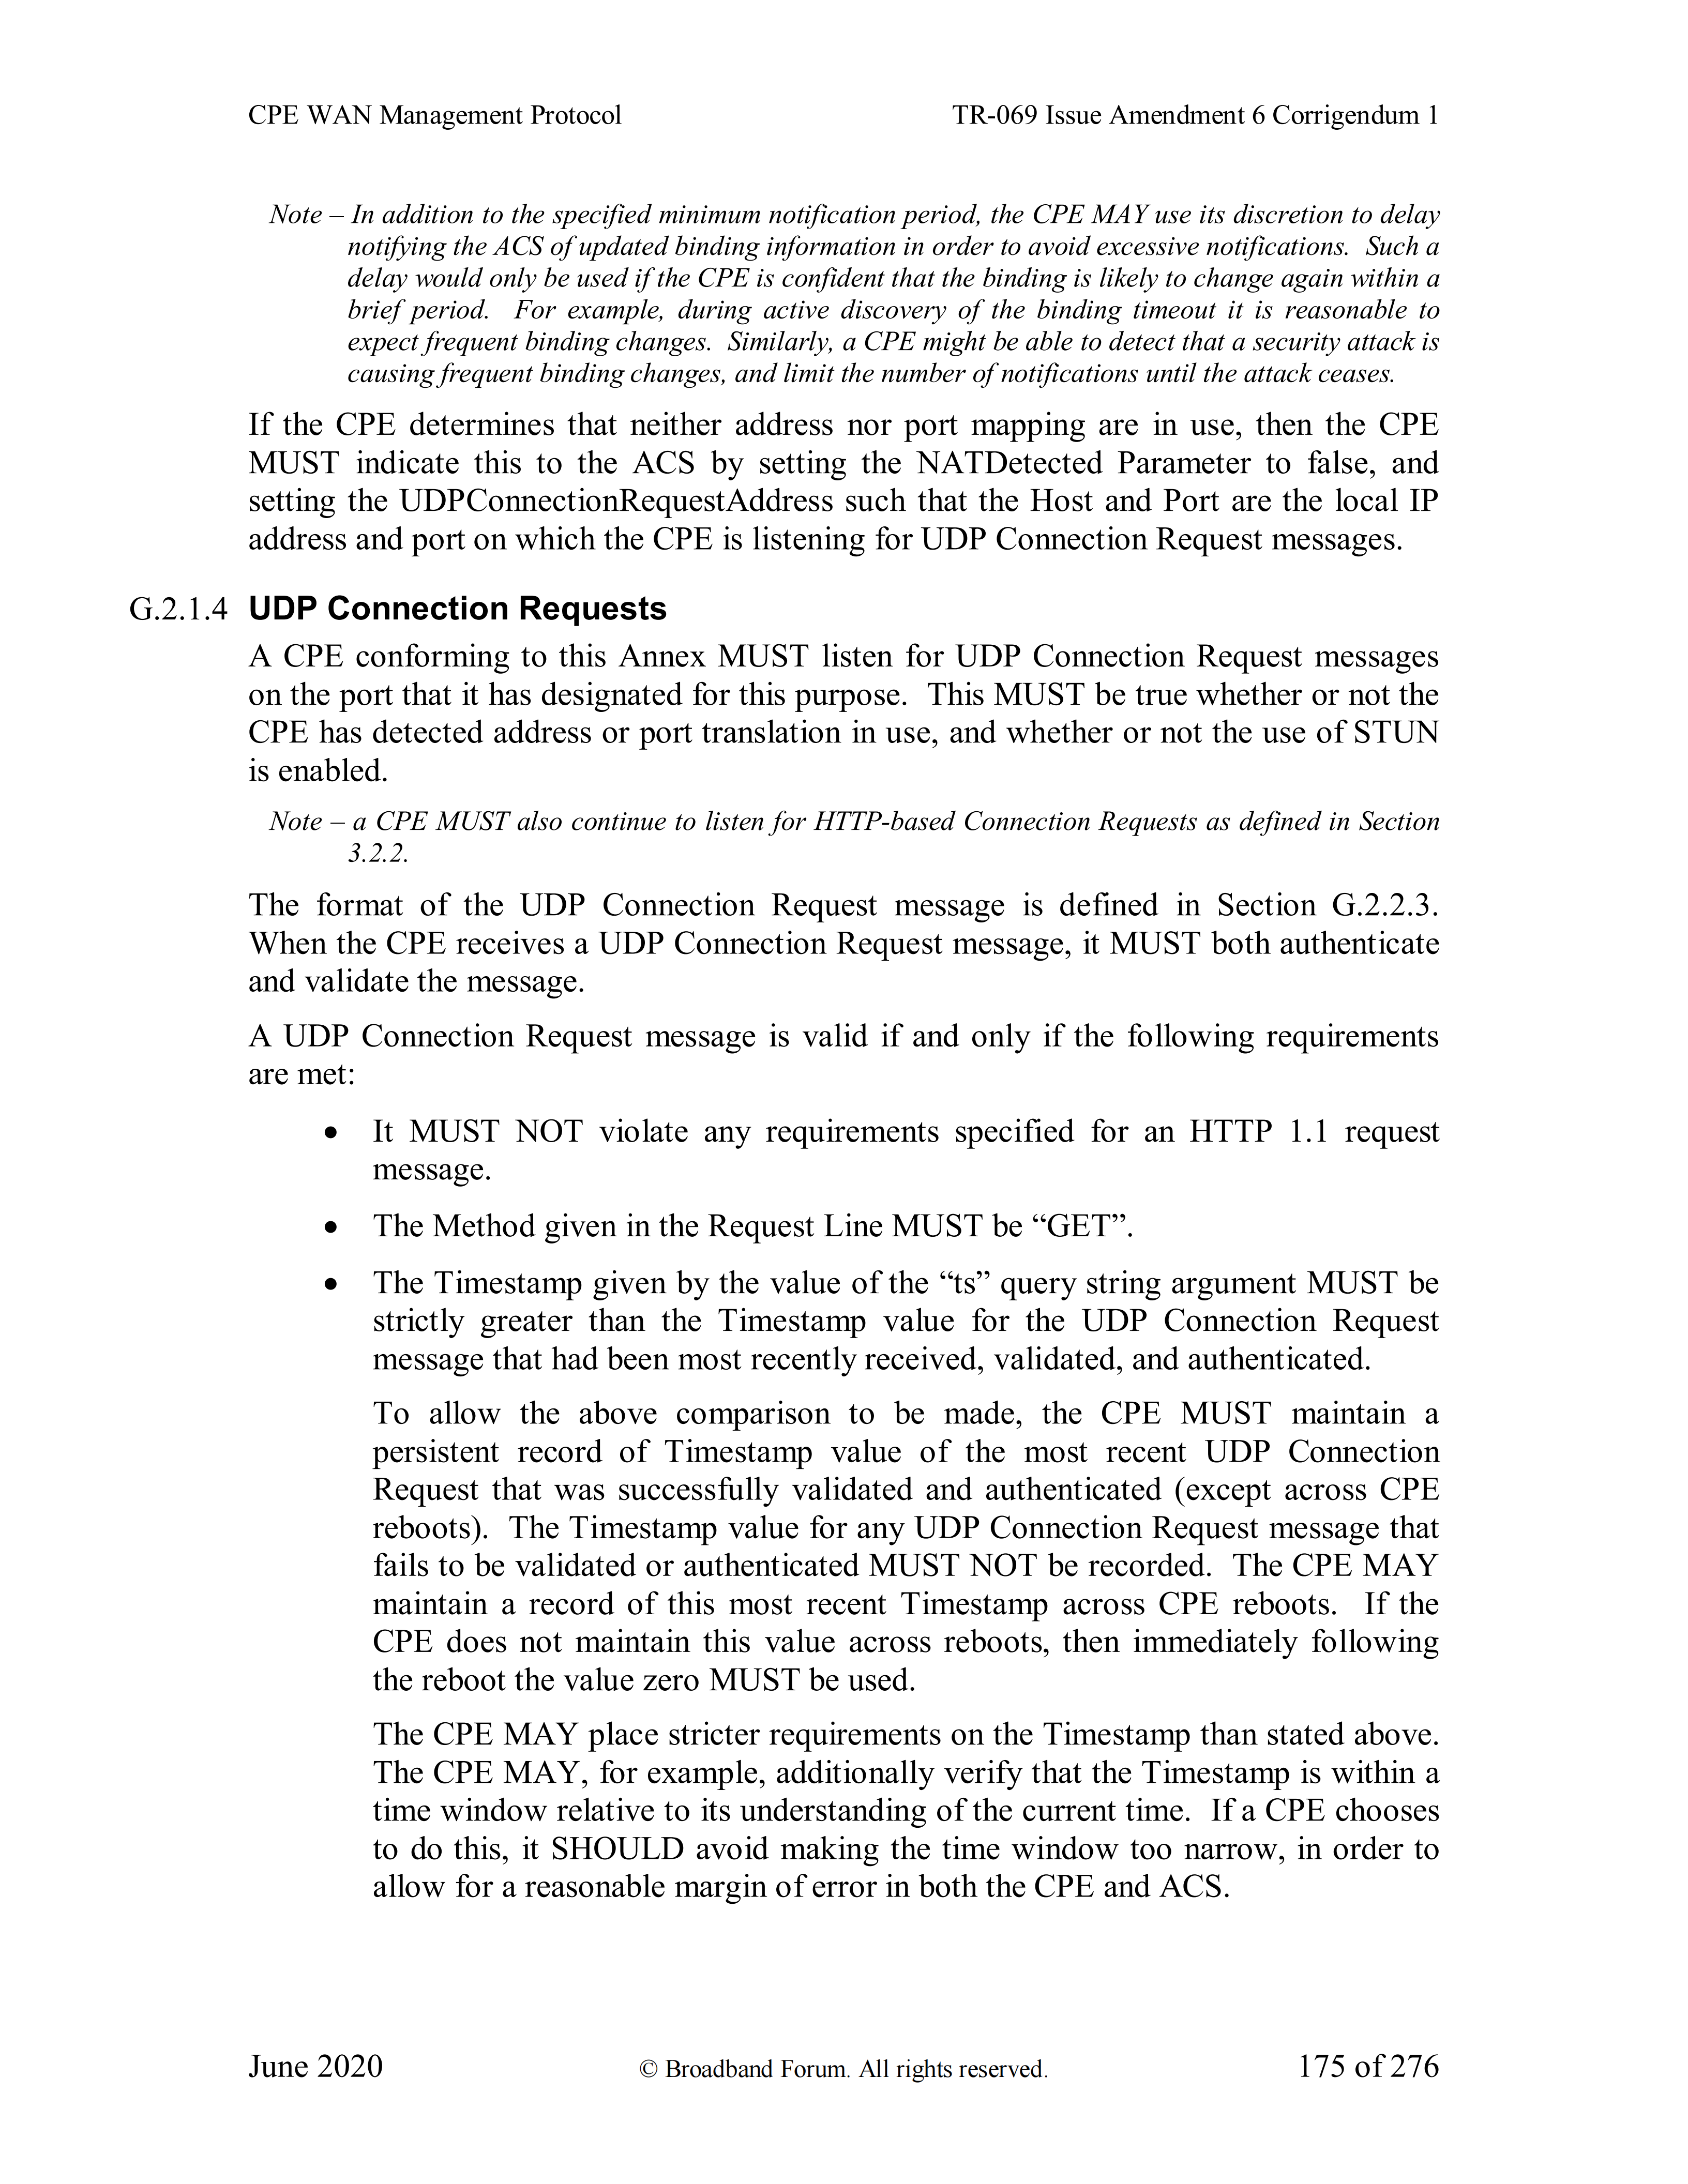 CPE WAN Management Protocol TR-069 Issue Amendment 6 Corrigendum 1
Note – In addition to the specified minimum notification period, the CPE MAY use its discretion to delay
notifying the ACS of updated binding information in order to avoid excessive notifications.  Such a
delay would only be used if the CPE is confident that the binding is likely to change again within a
brief period.  For example, during active discovery of the binding timeout it is reasonable to
expect frequent binding changes.  Similarly, a CPE might be able to detect that a security attack is
causing frequent binding changes, and limit the number of notifications until the attack ceases.
If the CPE determines that neither address nor port mapping are in use, then the CPE
MUST indicate this to the ACS by setting the NATDetected Parameter to false, and
setting the UDPConnectionRequestAddress such that the Host and Port are the local IP
address and port on which the CPE is listening for UDP Connection Request messages.
G.2.1.4 UDP Connection Requests
A CPE conforming to this Annex MUST listen for UDP Connection Request messages
on the port that it has designated for this purpose.  This MUST be true whether or not the
CPE has detected address or port translation in use, and whether or not the use of STUN
is enabled.
Note – a CPE MUST also continue to listen for HTTP-based Connection Requests as defined in Section
3.2.2.
The format of the UDP Connection Request message is defined in Section G.2.2.3.
When the CPE receives a UDP Connection Request message, it MUST both authenticate
and validate the message.
A UDP Connection Request message is valid if and only if the following requirements
are met:
• It MUST NOT violate any requirements specified for an HTTP 1.1 request
message.
• The Method given in the Request Line MUST be “GET”.
• The Timestamp given by the value of the “ts” query string argument MUST be
strictly greater than the Timestamp value for the UDP Connection Request
message that had been most recently received, validated, and authenticated.
To allow the above comparison to be made, the CPE MUST maintain a
persistent record of Timestamp value of the most recent UDP Connection
Request that was successfully validated and authenticated (except across CPE
reboots).  The Timestamp value for any UDP Connection Request message that
fails to be validated or authenticated MUST NOT be recorded.  The CPE MAY
maintain a record of this most recent Timestamp across CPE reboots.  If the
CPE does not maintain this value across reboots, then immediately following
the reboot the value zero MUST be used.
The CPE MAY place stricter requirements on the Timestamp than stated above.
The CPE MAY, for example, additionally verify that the Timestamp is within a
time window relative to its understanding of the current time.  If a CPE chooses
to do this, it SHOULD avoid making the time window too narrow, in order to
allow for a reasonable margin of error in both the CPE and ACS.
June 2020 © Broadband Forum. All rights reserved. 175 of 276